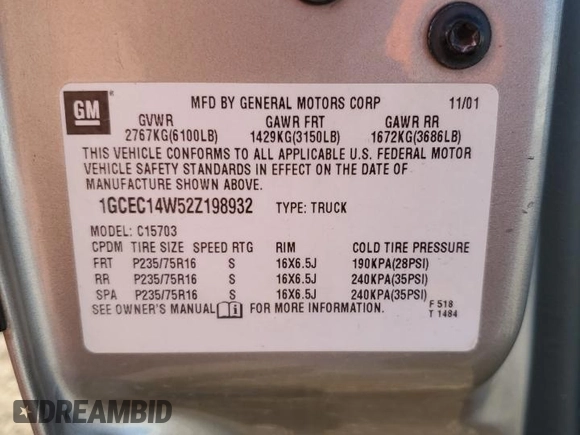 GM
MFD BY GENERAL MOTORS CORP 11/01
GVWR GAWR FRT GAWR RR
2767KG(6100LB) 1429KG(3150LB) 1672KG(3686LB)
THIS VEHICLE CONFORMS TO ALL APPLICABLE U.S. FEDERAL MOTOR
VEHICLE SAFETY STANDARDS IN EFFECT ON THE DATE OF
MANUFACTURE SHOWN ABOVE.
1GCEC14W52Z198932 TYPE: TRUCK
MODEL: C15703
CPDM TIRE SIZE SPEED RTG RIM COLD TIRE PRESSURE
FRT P235/75R16 S 16X6.5J 190KPA(28PSI)
RR P235/75R16 S 16X6.5J 240KPA(35PSI)
SPA P235/75R16 S 16X6.5J 240KPA(35PSI)
SEE OWNER'S MANUAL FOR MORE INFORMATION. F 518
T 1484
DREAMBID